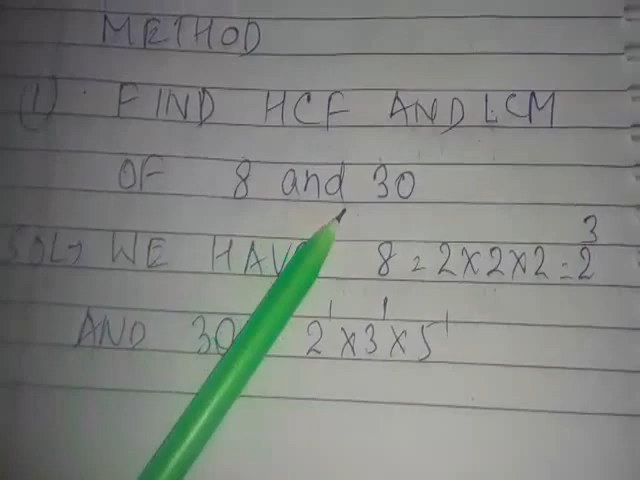 METHOD
(1) FIND HCF AND LCM
OF 8 and 30
SOL> WE HAV 8 = 2×2×2 = 2³
AND 30 2¹×3¹×5¹